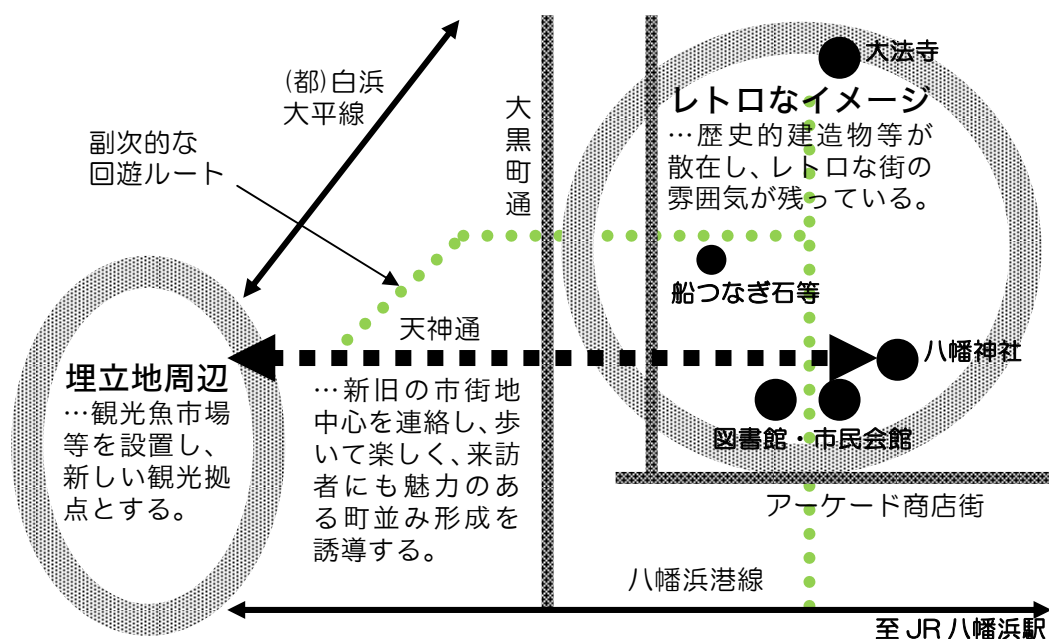 大法寺
レトロなイメージ
…歴史的建造物等が
散在し、レトロな街の
雰囲気が残っている。
(都)白浜
大平線
大黒町通
副次的な
回遊ルート
船つなぎ石等
天神通
八幡神社
埋立地周辺
…観光魚市場
等を設置し、
新しい観光拠
点とする。
…新旧の市街地
中心を連絡し、歩
いて楽しく、来訪
者にも魅力のあ
る町並み形成を
誘導する。
図書館・市民会館
アーケード商店街
八幡浜港線
至 JR 八幡浜駅